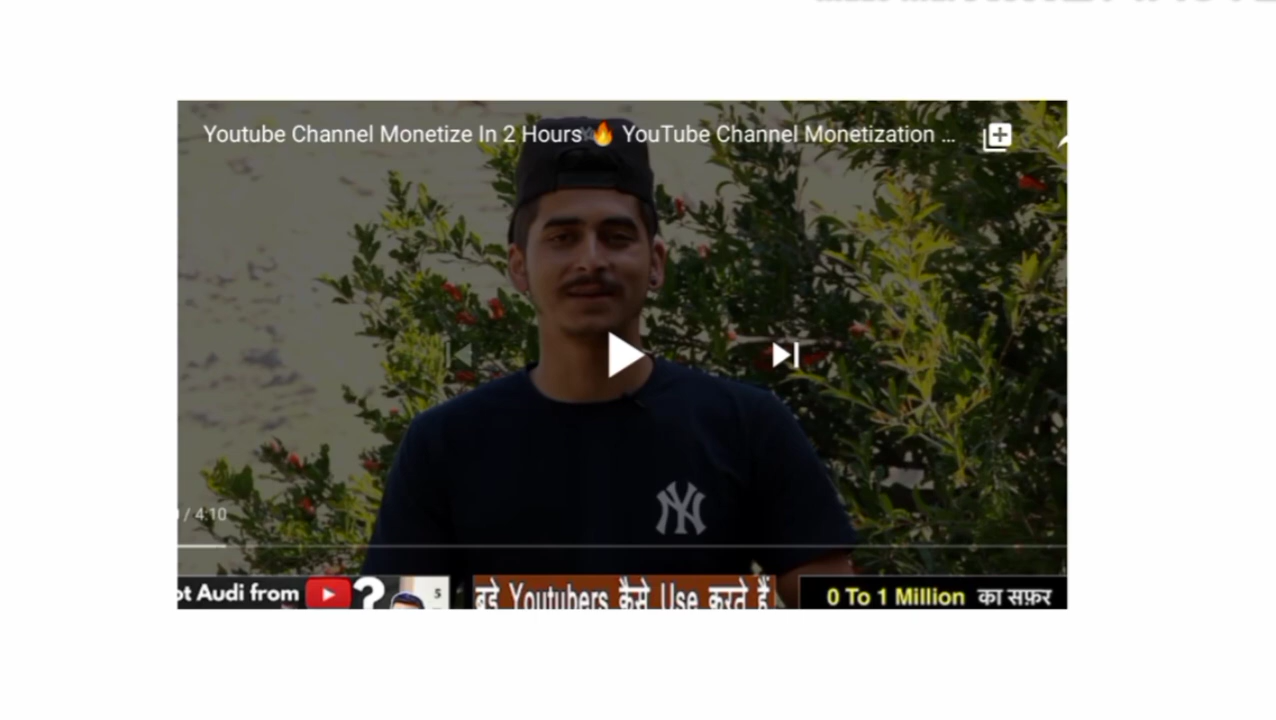 Youtube Channel Monetize In 2 Hours 🔥 YouTube Channel Monetization ...
NY
/ 4:10
ot Audi from ?
5
बड़े Youtubers कैसे Use करते हैं
0 To 1 Million का सफ़र